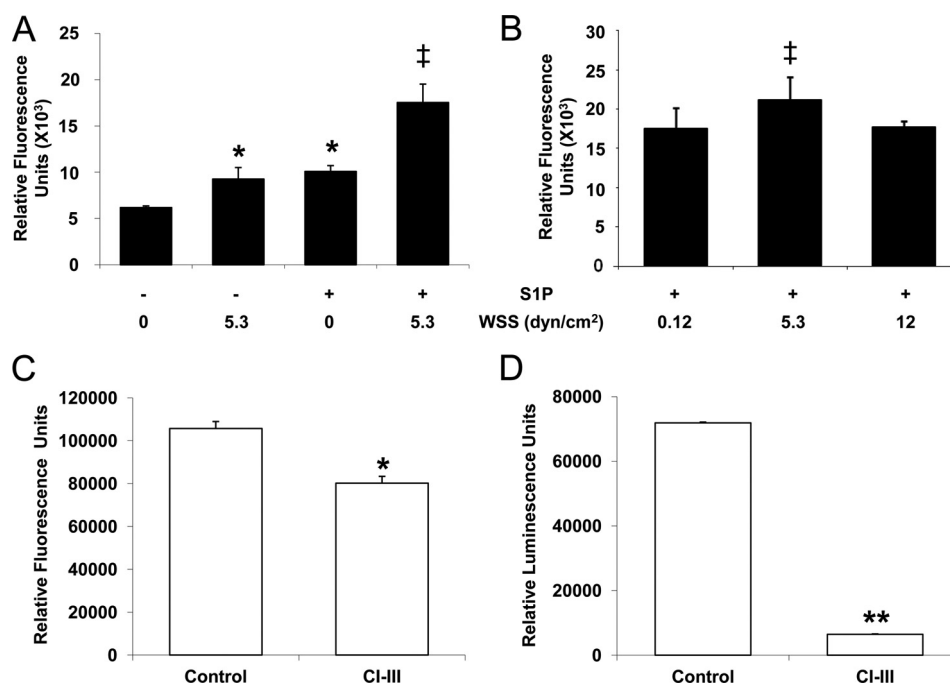 A
Relative Fluorescence
Units (X10³)
25
20
15
10
5
0
*
*
‡
- - + +
0 5.3 0 5.3
S1P
WSS (dyn/cm²)
B
Relative Fluorescence
Units (X10³)
30
25
20
15
10
5
0
‡
+ + +
0.12 5.3 12
C
Relative Fluorescence Units
120000
100000
80000
60000
40000
20000
0
*
Control CI-III
D
Relative Luminescence Units
80000
60000
40000
20000
0
**
Control CI-III